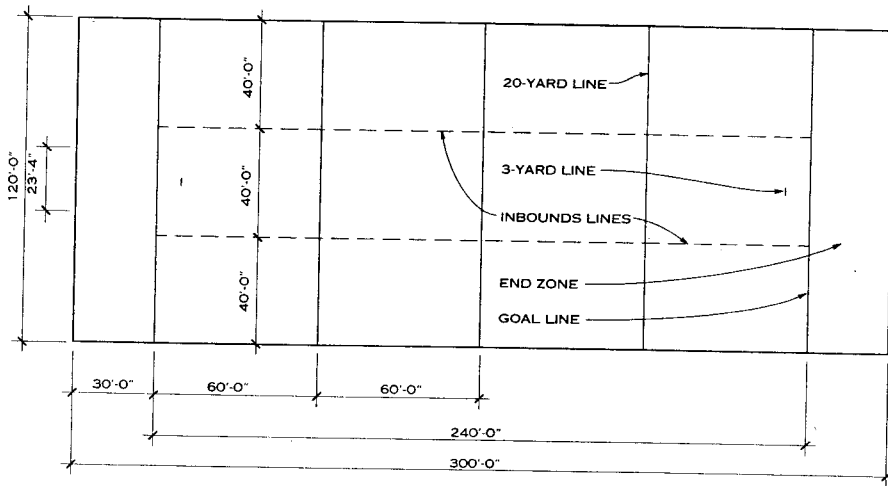 120'-0"
23'-4"
40'-0"
40'-0"
40'-0"
20-YARD LINE
3-YARD LINE
INBOUNDS LINES
END ZONE
GOAL LINE
30'-0"
60'-0"
60'-0"
240'-0"
300'-0"